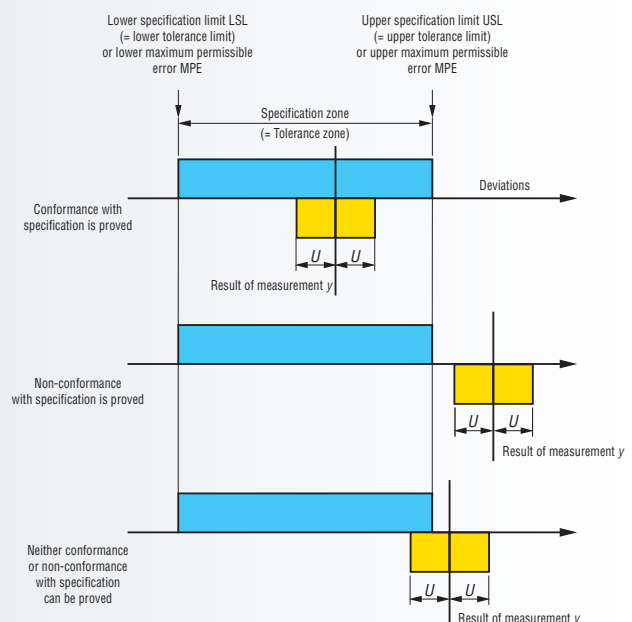 Lower specification limit LSL
(= lower tolerance limit)
or lower maximum permissible
error MPE
Upper specification limit USL
(= upper tolerance limit)
or upper maximum permissible
error MPE
Specification zone
(= Tolerance zone)
Deviations
Conformance with
specification is proved
U U
Result of measurement y
Non-conformance
with specification is proved
U U
Result of measurement y
Neither conformance
or non-conformance
with specification
can be proved
U U
Result of measurement y